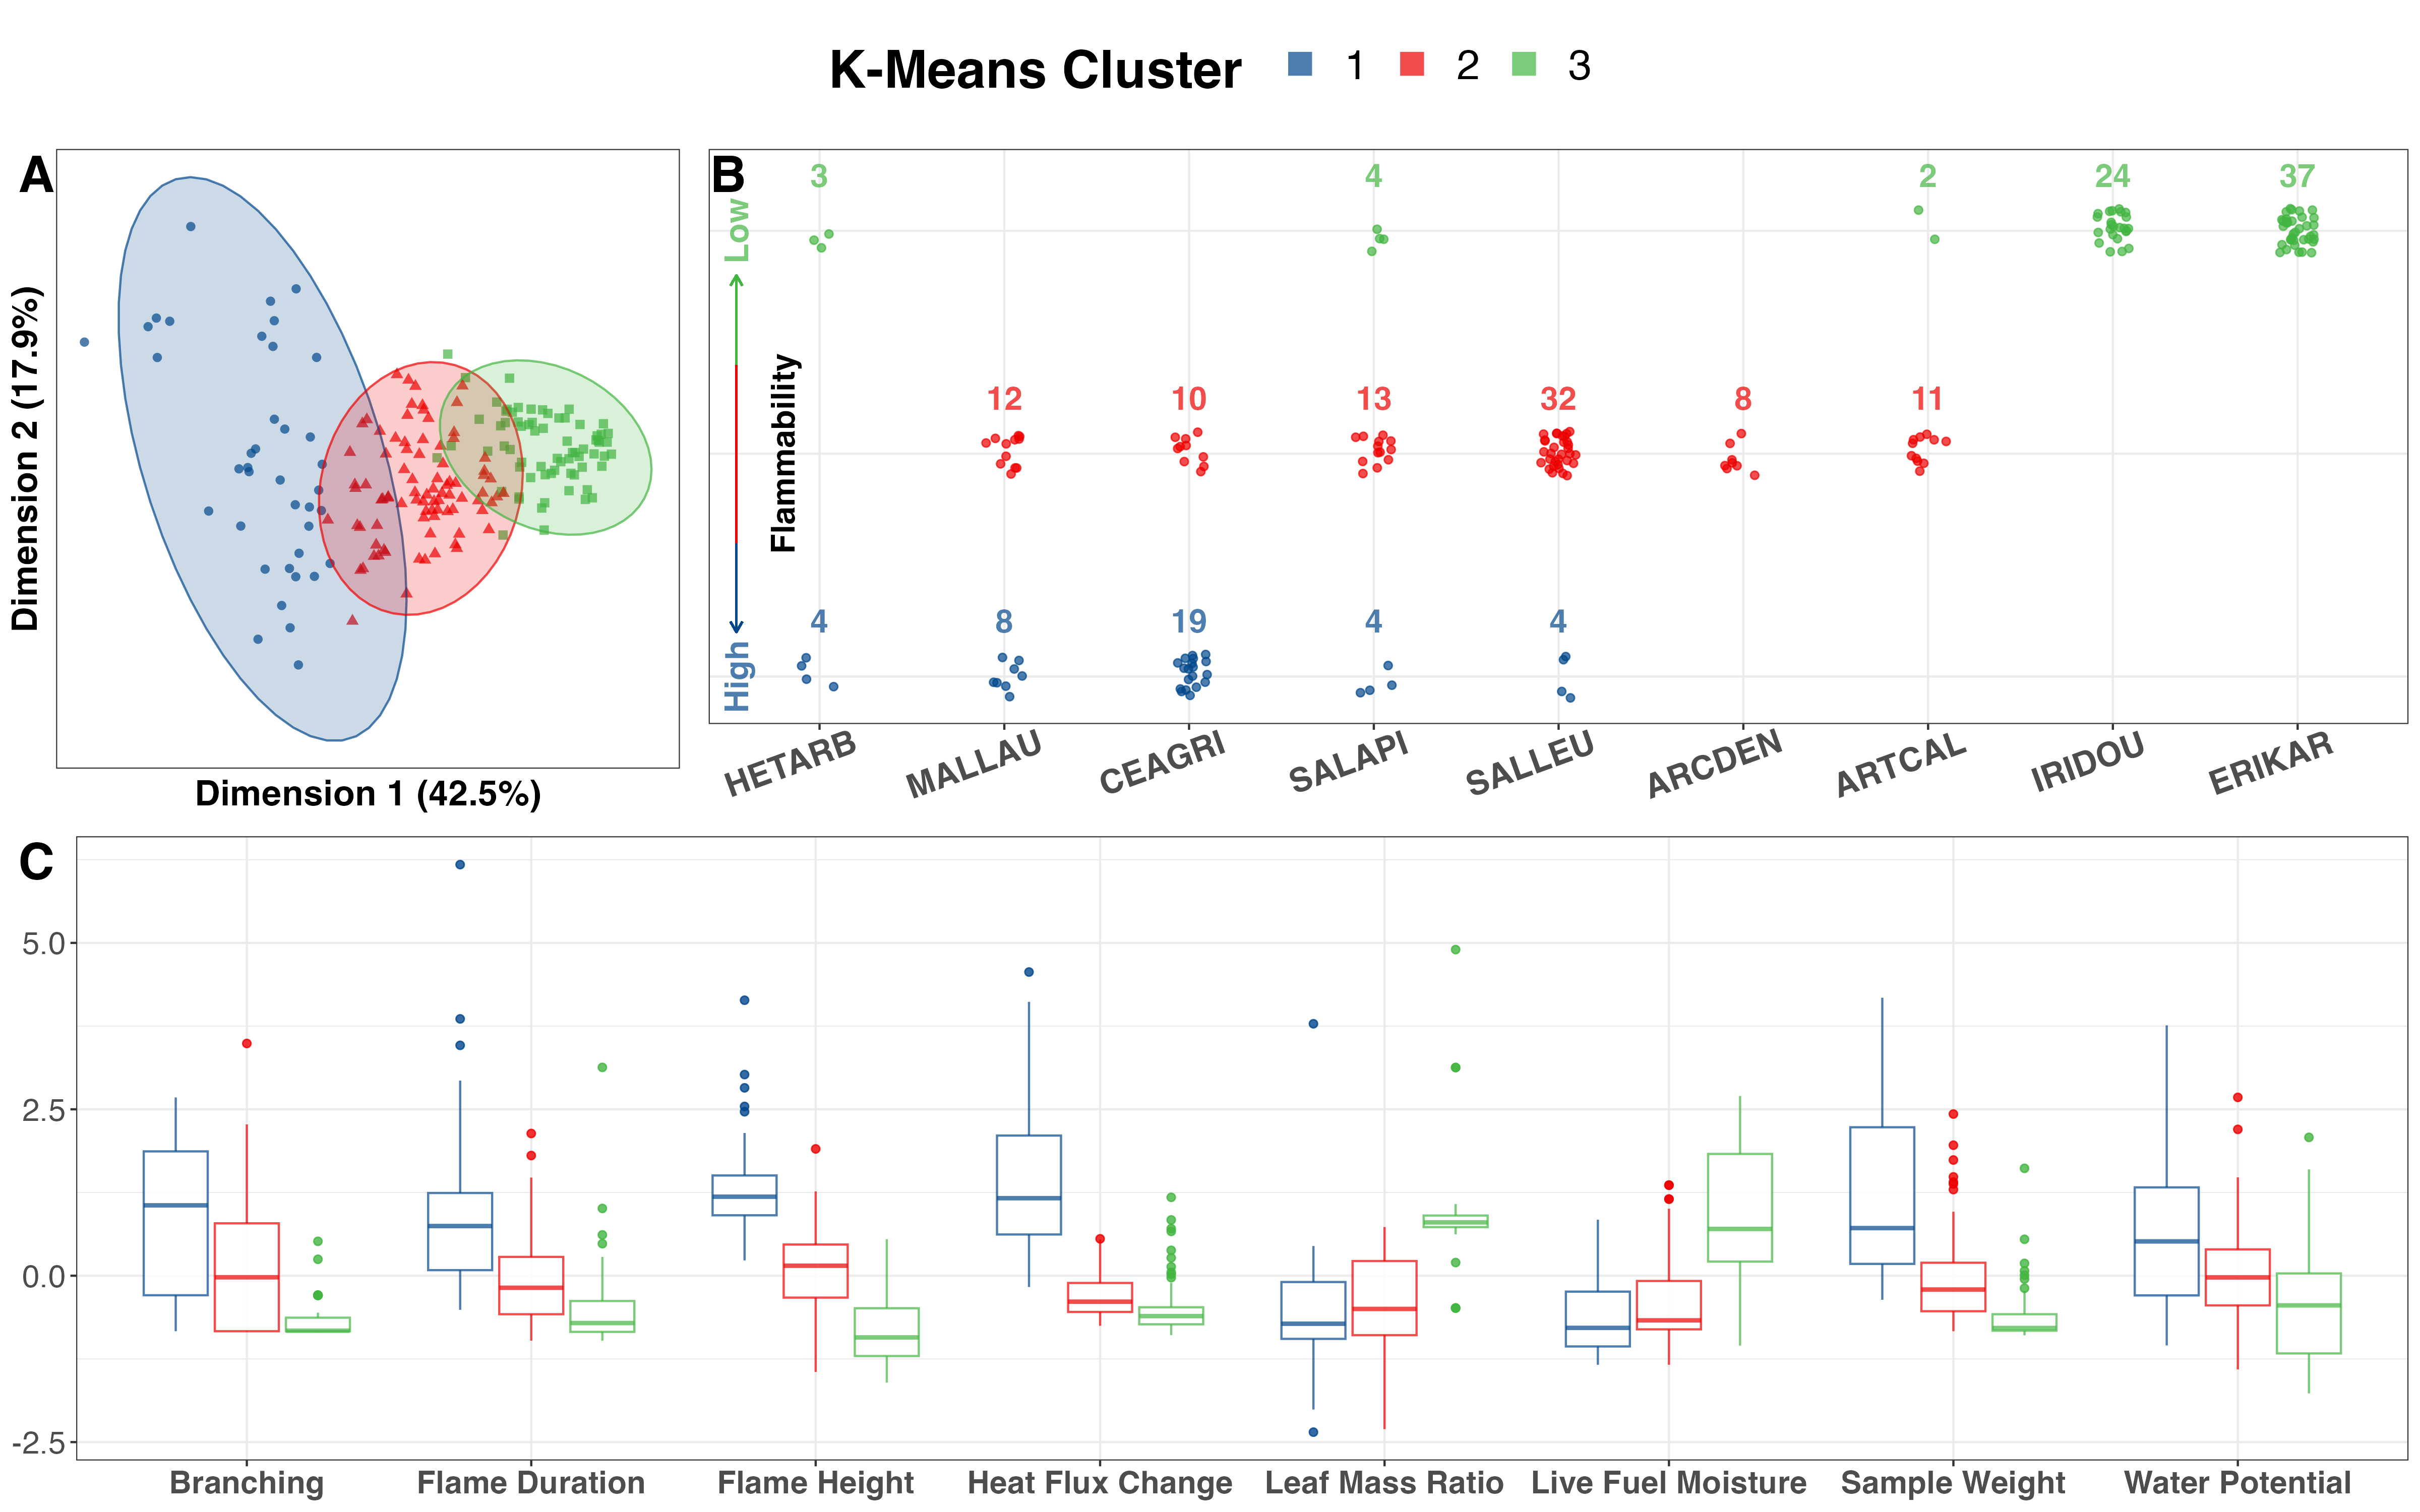 K-Means Cluster 1 2 3
A
Dimension 2 (17.9%)
Dimension 1 (42.5%)
B
Low
Flammability
High
3 4 2 24 37
12 10 13 32 8 11
4 8 19 4 4
HETARB MALLAU CEAGRI SALAPI SALLEU ARCDEN ARTCAL IRIDOU ERIKAR
C
5.0
2.5
0.0
-2.5
Branching Flame Duration Flame Height Heat Flux Change Leaf Mass Ratio Live Fuel Moisture Sample Weight Water Potential